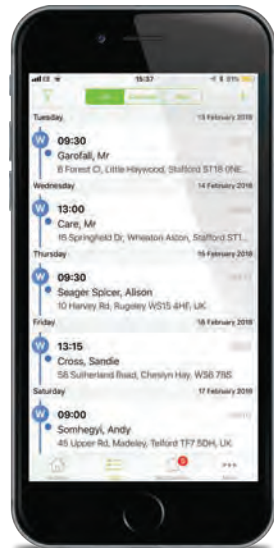 15:37
Tuesday 13 February 2018
W 09:30
Garofall, Mr
8 Forest Cl, Little Haywood, Stafford ST18 0NE...
Wednesday 14 February 2018
W 13:00
Care, Mr
15 Springfield Dr, Wheaton Aston, Stafford ST1...
Thursday 15 February 2018
W 09:30
Seager Spicer, Alison
10 Harvey Rd, Rugeley WS15 4HF, UK
Friday 16 February 2018
W 13:15
Cross, Sandie
58 Sutherland Road, Cheslyn Hay, WS6 7BS
Saturday 17 February 2018
W 09:00
Somhegyi, Andy
45 Upper Rd, Madeley, Telford TF7 5DH, UK